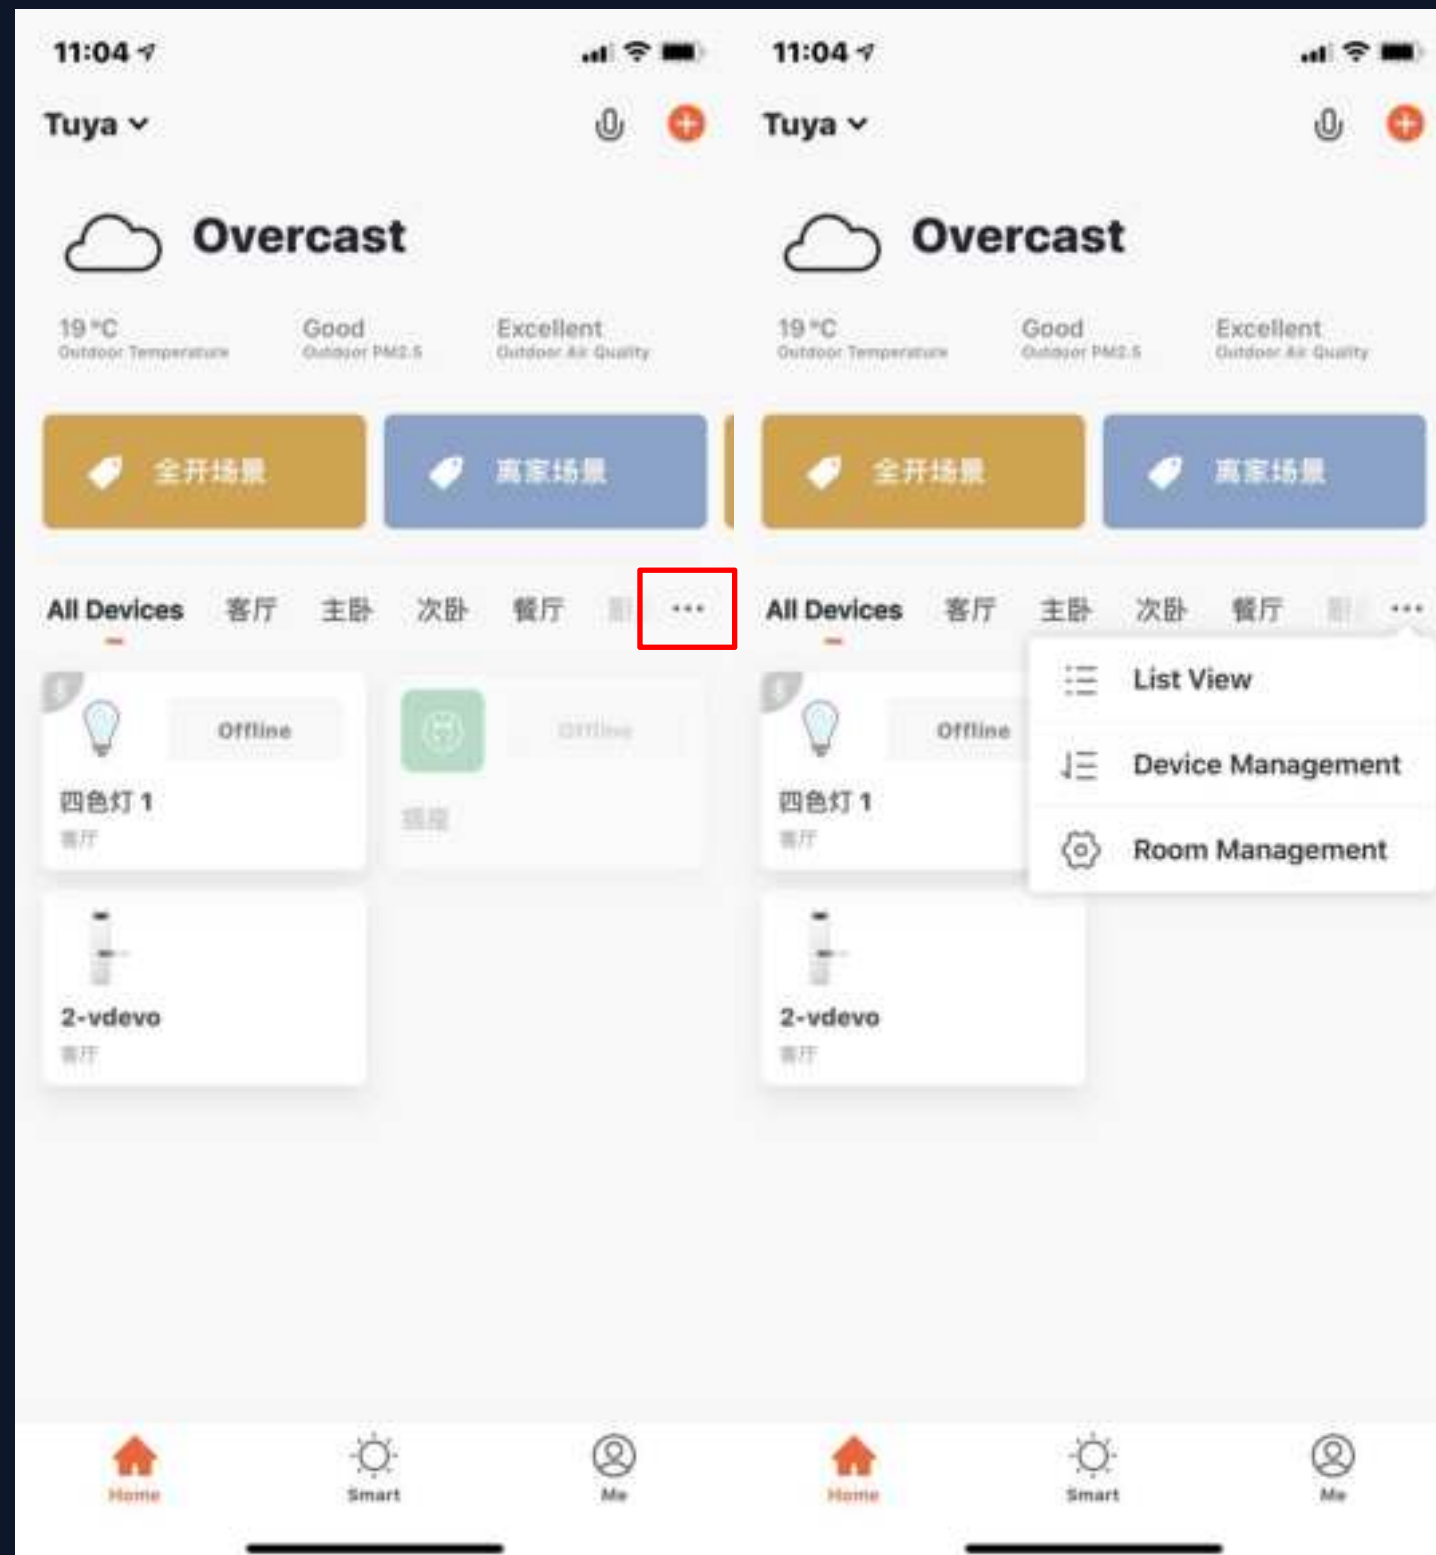 11:04
Tuya
Overcast
19 °C
Good
Excellent
Outdoor Temperature
Outdoor PM2.5
Outdoor Air Quality
全开场景
离家场景
All Devices 客厅 主卧 次卧 餐厅 ...
Offline
Offline
四色灯 1
客厅
插座
2-vdevo
客厅
Home
Smart
Me
11:04
Tuya
Overcast
19 °C
Good
Excellent
Outdoor Temperature
Outdoor PM2.5
Outdoor Air Quality
全开场景
离家场景
All Devices 客厅 主卧 次卧 餐厅 ...
List View
Device Management
Room Management
Offline
四色灯 1
客厅
2-vdevo
客厅
Home
Smart
Me